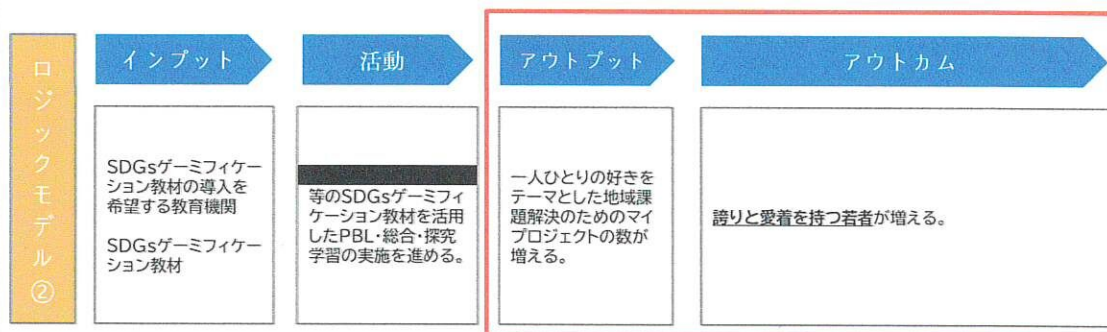 ロジックモデル②
インプット
活動
アウトプット
アウトカム
SDGsゲーミフィケー
ション教材の導入を
希望する教育機関
SDGsゲーミフィケー
ション教材
等のSDGsゲーミフィ
ケーション教材を活用
したPBL・総合・探究
学習の実施を進める。
一人ひとりの好きを
テーマとした地域課
題解決のためのマイ
プロジェクトの数が
増える。
誇りと愛着を持つ若者が増える。